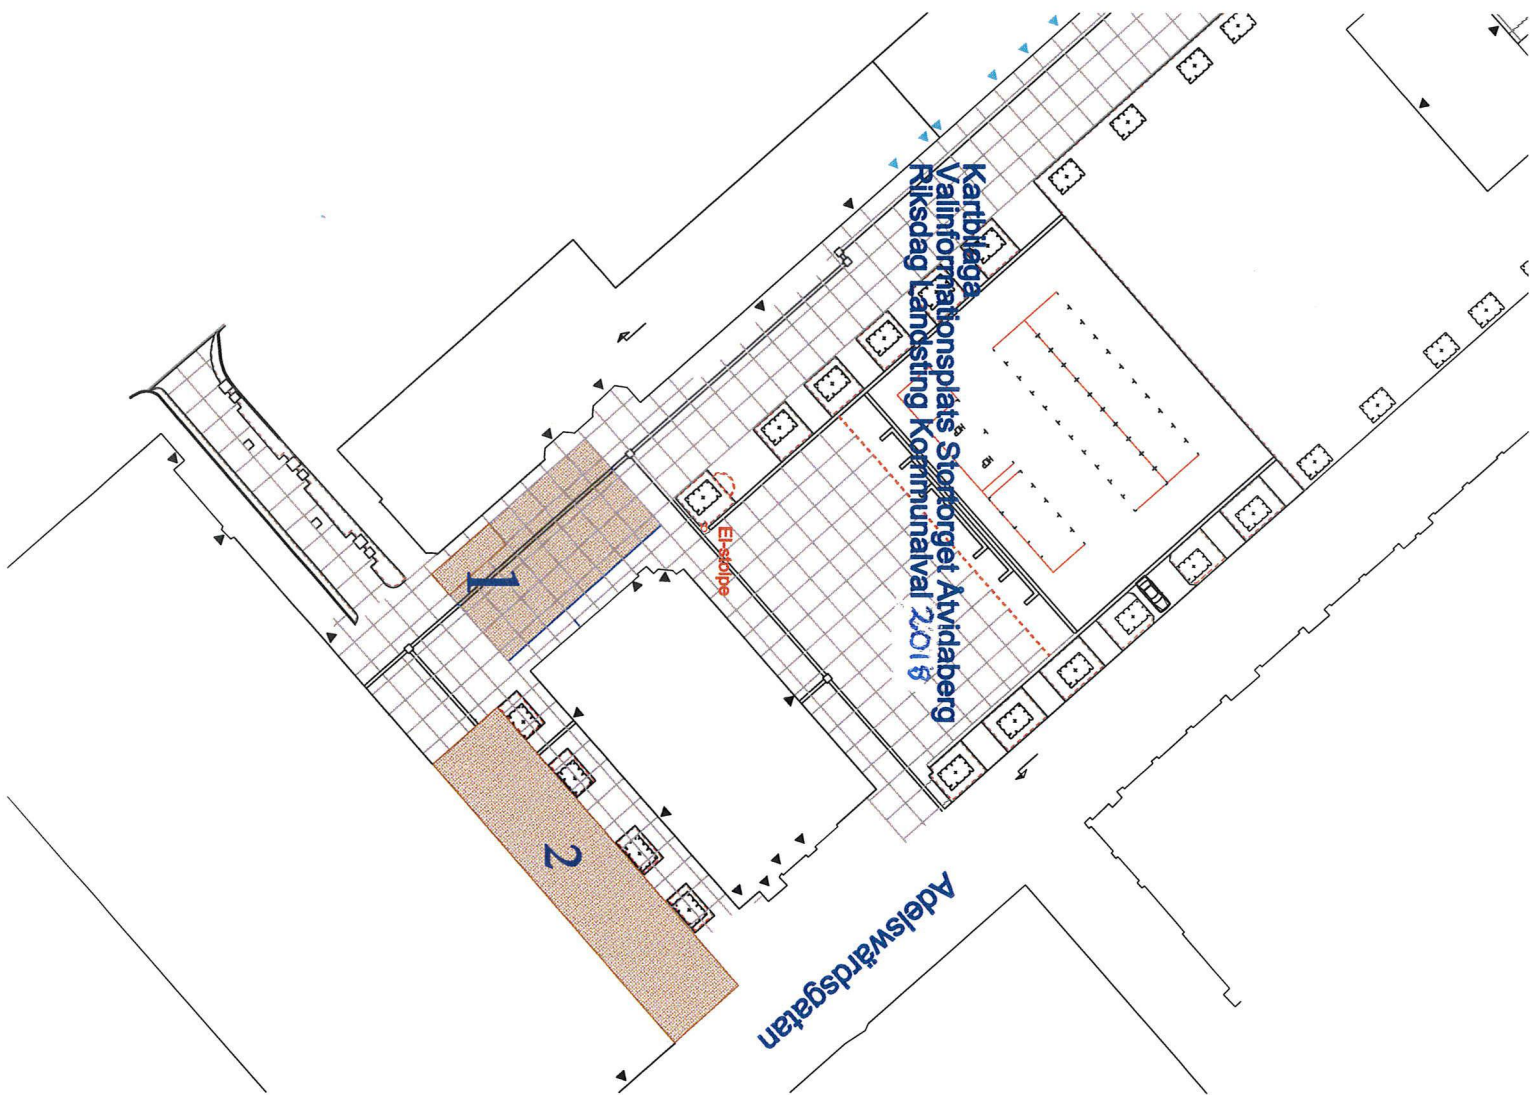 Kartbilaga
Valinformationsplats Stortorget Åtvidaberg
Riksdag Landsting Kommunalval 2018
El-stolpe
1
2
Adelswärdsgatan